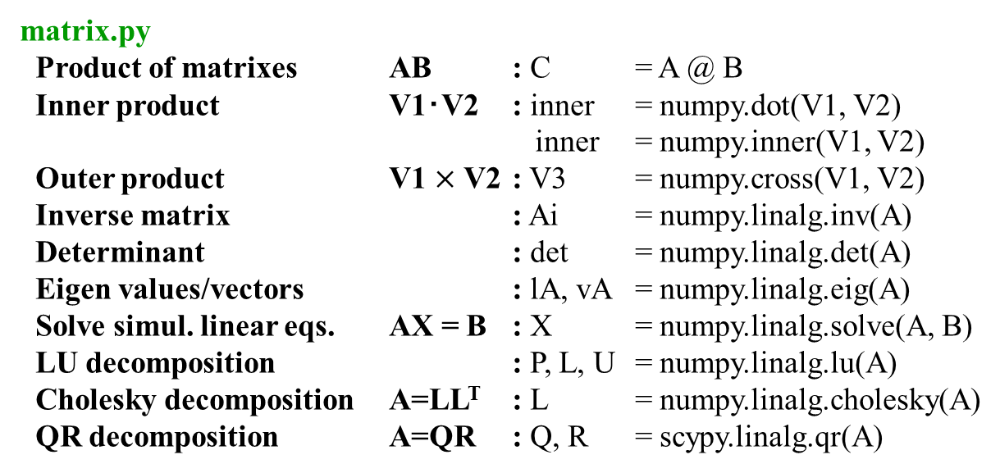 matrix.py
Product of matrixes AB : C = A @ B
Inner product V1･V2 : inner = numpy.dot(V1, V2)
inner = numpy.inner(V1, V2)
Outer product V1 × V2 : V3 = numpy.cross(V1, V2)
Inverse matrix : Ai = numpy.linalg.inv(A)
Determinant : det = numpy.linalg.det(A)
Eigen values/vectors : lA, vA = numpy.linalg.eig(A)
Solve simul. linear eqs. AX = B : X = numpy.linalg.solve(A, B)
LU decomposition : P, L, U = numpy.linalg.lu(A)
Cholesky decomposition A=LLᵀ : L = numpy.linalg.cholesky(A)
QR decomposition A=QR : Q, R = scypy.linalg.qr(A)